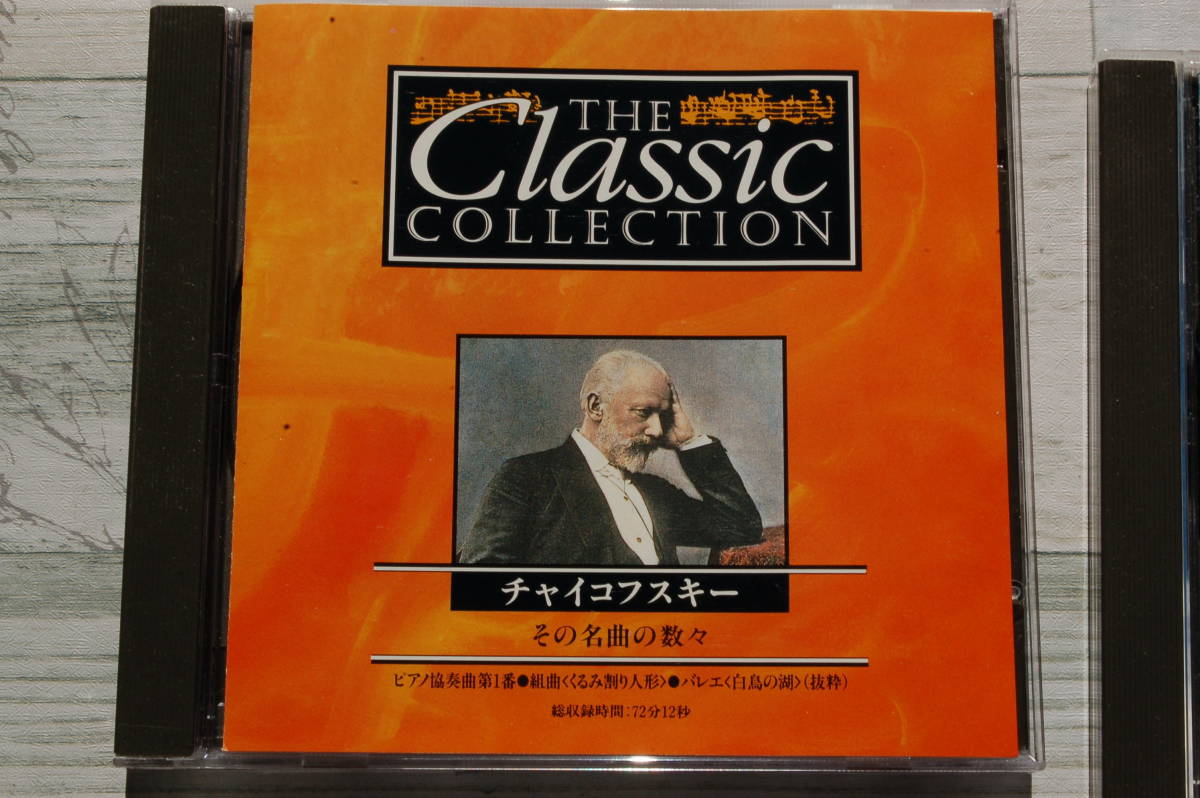 THE
Classic
COLLECTION
チャイコフスキー
その名曲の数々
ピアノ協奏曲第1番●組曲〈くるみ割り人形〉●バレエ〈白鳥の湖〉(抜粋)
総収録時間:72分12秒